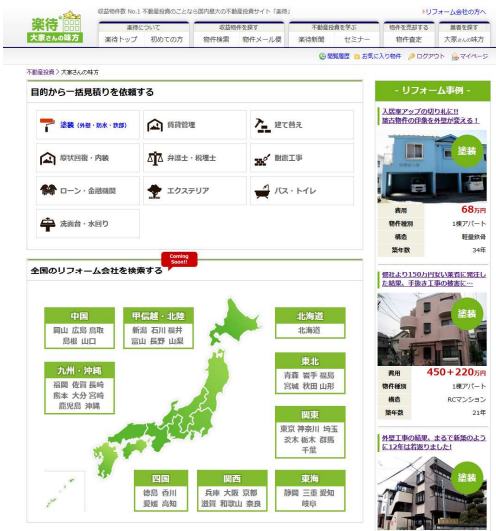 収益物件数 No.1 不動産投資のことなら国内最大の不動産投資サイト「楽待」
リフォーム会社の方へ
楽待
大家さんの味方
楽待について
収益物件を探す
不動産投資を学ぶ
物件を売却する
業者を探す
楽待トップ 初めての方
物件検索 物件メール便
楽待新聞 セミナー
物件査定
大家さんの味方
閲覧履歴 お気に入り物件 ログアウト マイページ
不動産投資 > 大家さんの味方
目的から一括見積りを依頼する
塗装 (外壁・防水・鉄部)
賃貸管理
建て替え
原状回復・内装
弁護士・税理士
耐震工事
ローン・金融機関
エクステリア
バス・トイレ
洗面台・水回り
Coming
Soon!!
全国のリフォーム会社を検索する
中国
岡山 広島 鳥取
島根 山口
甲信越・北陸
新潟 石川 福井
富山 長野 山梨
北海道
北海道
九州・沖縄
福岡 佐賀 長崎
熊本 大分 宮崎
鹿児島 沖縄
東北
青森 岩手 福島
宮城 秋田 山形
関東
東京 神奈川 埼玉
茨木 栃木 群馬
千葉
四国
徳島 香川
愛媛 高知
関西
兵庫 大阪 京都
滋賀 和歌山 奈良
東海
静岡 三重 愛知
岐阜
- リフォーム事例 -
入居率アップの切り札に!!
築古物件の印象を外壁が変える!
塗装
費用 68万円
物件種別 1棟アパート
構造 軽量鉄骨
築年数 34年
他社より150万円安い業者に発注し
た結果、手抜き工事の被害に…
塗装
費用 450+220万円
物件種別 1棟アパート
構造 RCマンション
築年数 21年
外壁工事の結果、まるで新築のよう
に12年は若返りました!
塗装